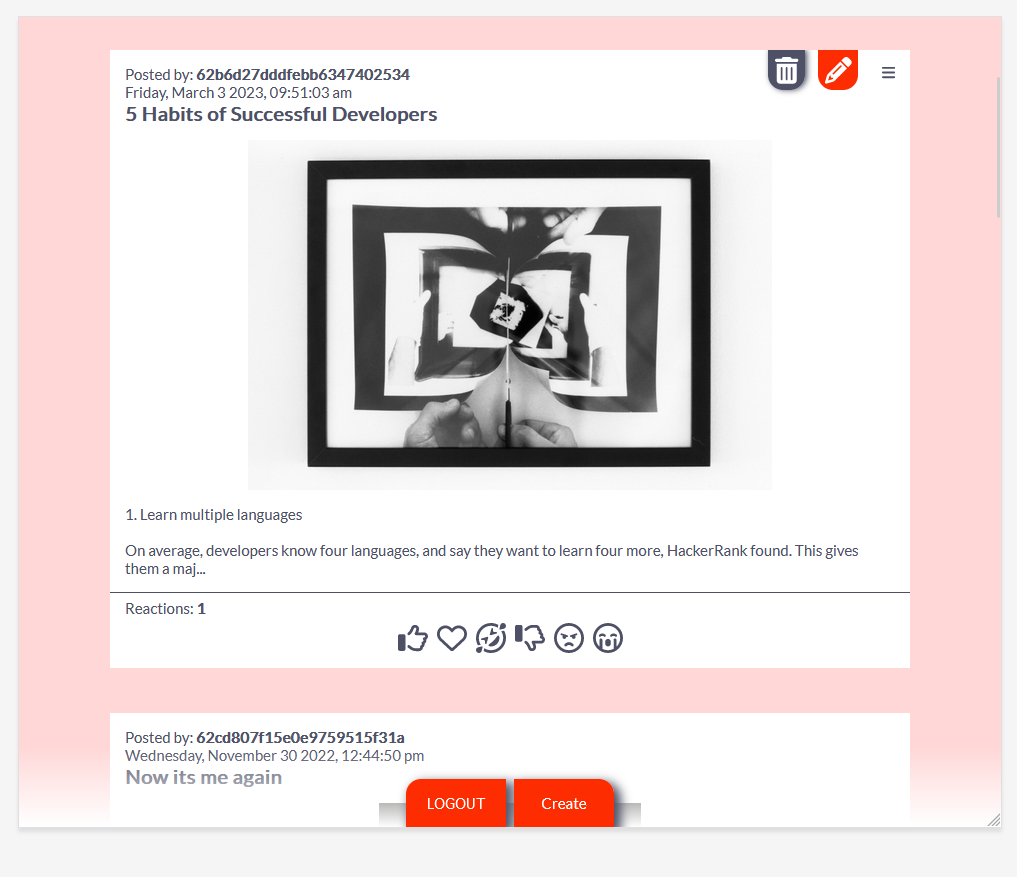 Posted by: 62b6d27dddfebb6347402534
Friday, March 3 2023, 09:51:03 am
5 Habits of Successful Developers
1. Learn multiple languages
On average, developers know four languages, and say they want to learn four more, HackerRank found. This gives
them a maj...
Reactions: 1
Posted by: 62cd807f15e0e9759515f31a
Wednesday, November 30 2022, 12:44:50 pm
Now its me again
LOGOUT Create